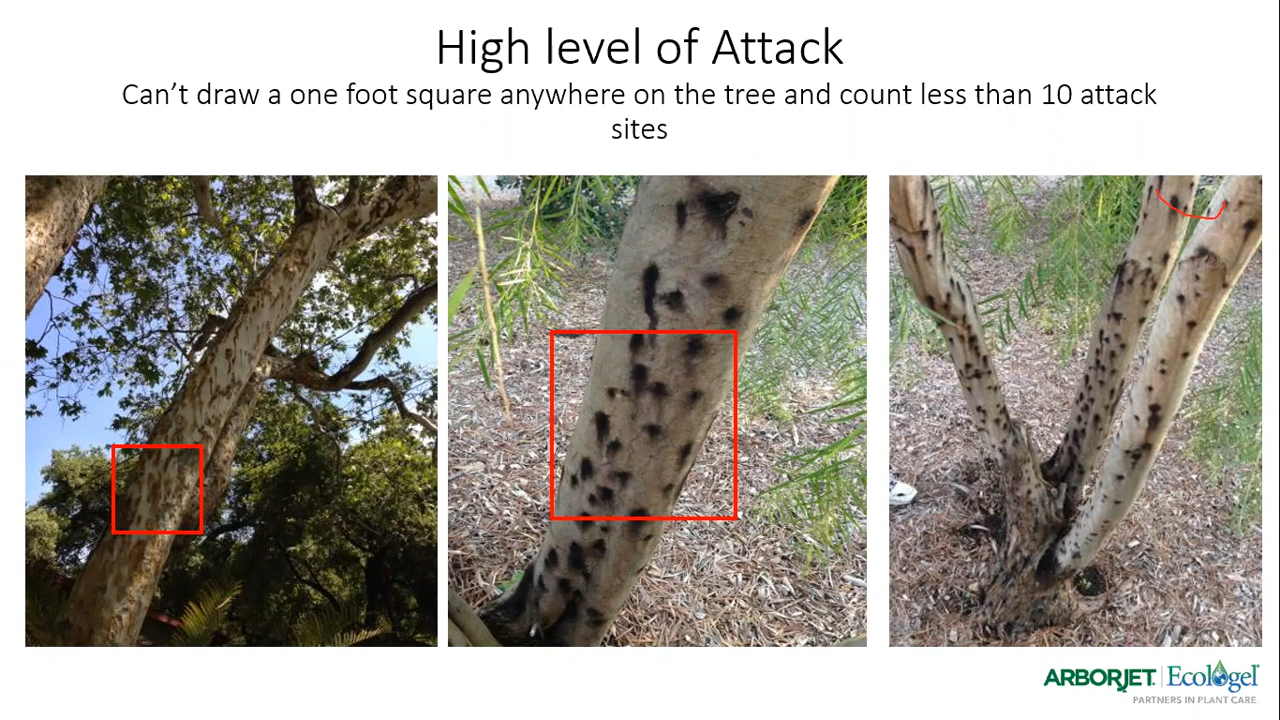 High level of Attack
Can’t draw a one foot square anywhere on the tree and count less than 10 attack
sites
ARBORJET | Ecologel
PARTNERS IN PLANT CARE